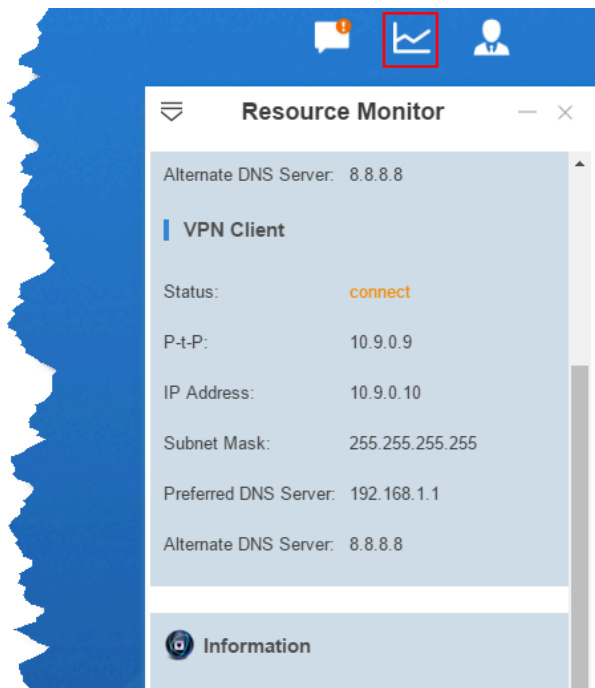 Resource Monitor
Alternate DNS Server: 8.8.8.8
VPN Client
Status: connect
P-t-P: 10.9.0.9
IP Address: 10.9.0.10
Subnet Mask: 255.255.255.255
Preferred DNS Server: 192.168.1.1
Alternate DNS Server: 8.8.8.8
Information